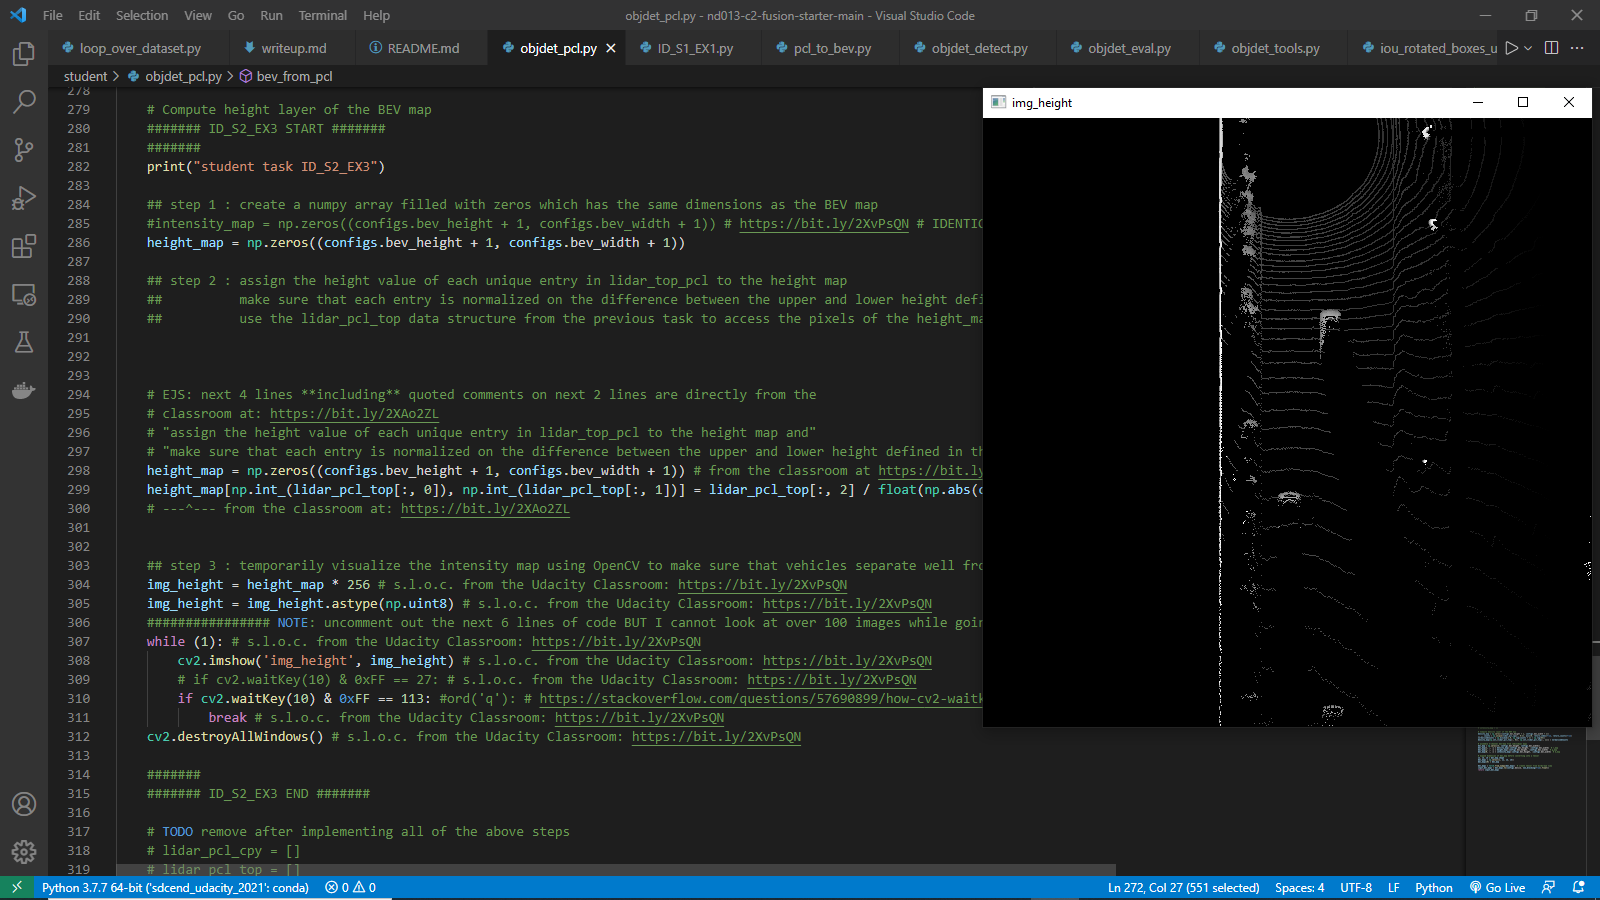 File Edit Selection View Go Run Terminal Help objdet_pcl.py - nd013-c2-fusion-starter-main - Visual Studio Code
loop_over_dataset.py writeup.md README.md objdet_pcl.py ID_S1_EX1.py pcl_to_bev.py objdet_detect.py objdet_eval.py objdet_tools.py iou_rotated_boxes_u
student > objdet_pcl.py > bev_from_pcl
278
279 # Compute height layer of the BEV map
280 ####### ID_S2_EX3 START #######
281 #######
282 print("student task ID_S2_EX3")
283
284 ## step 1 : create a numpy array filled with zeros which has the same dimensions as the BEV map
285 #intensity_map = np.zeros((configs.bev_height + 1, configs.bev_width + 1)) # https://bit.ly/2XvPsQN # IDENTIC
286 height_map = np.zeros((configs.bev_height + 1, configs.bev_width + 1))
287
288 ## step 2 : assign the height value of each unique entry in lidar_top_pcl to the height map
289 ## make sure that each entry is normalized on the difference between the upper and lower height defi
290 ## use the lidar_pcl_top data structure from the previous task to access the pixels of the height_ma
291
292
293
294 # EJS: next 4 lines **including** quoted comments on next 2 lines are directly from the
295 # classroom at: https://bit.ly/2XAo2ZL
296 # "assign the height value of each unique entry in lidar_top_pcl to the height map and"
297 # "make sure that each entry is normalized on the difference between the upper and lower height defined in th
298 height_map = np.zeros((configs.bev_height + 1, configs.bev_width + 1)) # from the classroom at https://bit.ly
299 height_map[np.int_(lidar_pcl_top[:, 0]), np.int_(lidar_pcl_top[:, 1])] = lidar_pcl_top[:, 2] / float(np.abs(c
300 # ---^--- from the classroom at: https://bit.ly/2XAo2ZL
301
302
303 ## step 3 : temporarily visualize the intensity map using OpenCV to make sure that vehicles separate well fro
304 img_height = height_map * 256 # s.l.o.c. from the Udacity Classroom: https://bit.ly/2XvPsQN
305 img_height = img_height.astype(np.uint8) # s.l.o.c. from the Udacity Classroom: https://bit.ly/2XvPsQN
306 ################ NOTE: uncomment out the next 6 lines of code BUT I cannot look at over 100 images while goin
307 while (1): # s.l.o.c. from the Udacity Classroom: https://bit.ly/2XvPsQN
308 cv2.imshow('img_height', img_height) # s.l.o.c. from the Udacity Classroom: https://bit.ly/2XvPsQN
309 # if cv2.waitKey(10) & 0xFF == 27: # s.l.o.c. from the Udacity Classroom: https://bit.ly/2XvPsQN
310 if cv2.waitKey(10) & 0xFF == 113: #ord('q'): # https://stackoverflow.com/questions/57690899/how-cv2-waitk
311 break # s.l.o.c. from the Udacity Classroom: https://bit.ly/2XvPsQN
312 cv2.destroyAllWindows() # s.l.o.c. from the Udacity Classroom: https://bit.ly/2XvPsQN
313
314 #######
315 ####### ID_S2_EX3 END #######
316
317 # TODO remove after implementing all of the above steps
318 # lidar_pcl_cpy = []
319 # lidar_pcl_top = []
img_height
Python 3.7.7 64-bit ('sdcend_udacity_2021': conda) 0 0 Ln 272, Col 27 (551 selected) Spaces: 4 UTF-8 LF Python Go Live